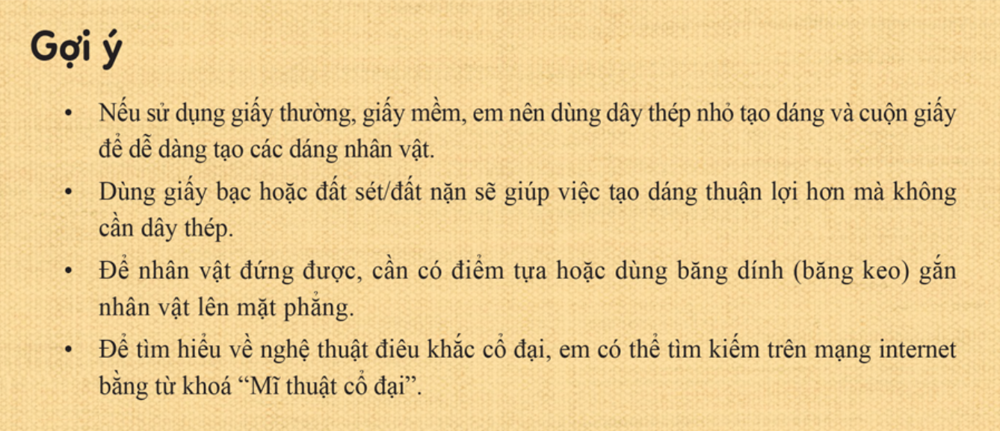 Gợi ý
• Nếu sử dụng giấy thường, giấy mềm, em nên dùng dây thép nhỏ tạo dáng và cuộn giấy
để dễ dàng tạo các dáng nhân vật.
• Dùng giấy bạc hoặc đất sét/đất nặn sẽ giúp việc tạo dáng thuận lợi hơn mà không
cần dây thép.
• Để nhân vật đứng được, cần có điểm tựa hoặc dùng băng dính (băng keo) gắn
nhân vật lên mặt phẳng.
• Để tìm hiểu về nghệ thuật điêu khắc cổ đại, em có thể tìm kiếm trên mạng internet
bằng từ khoá “Mĩ thuật cổ đại”.